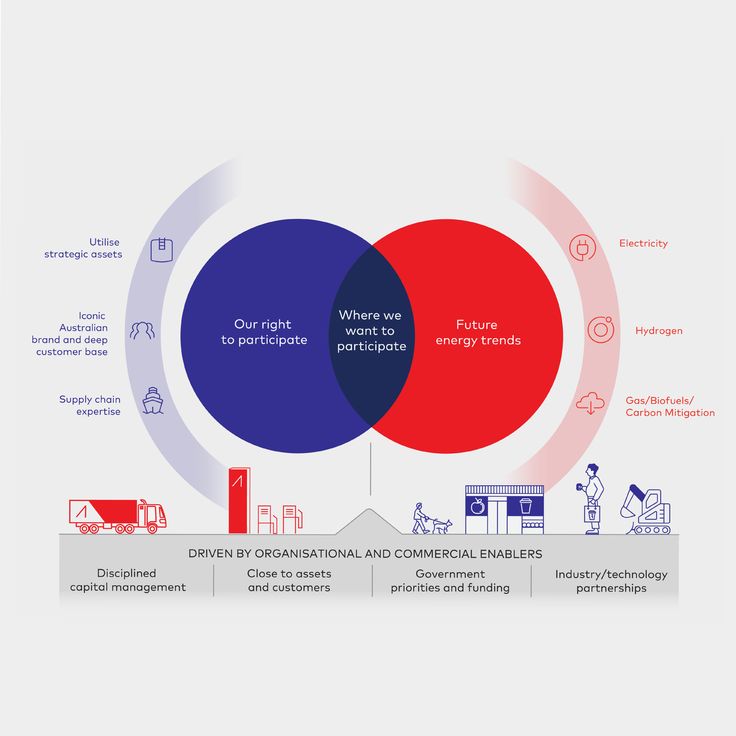 Utilise
strategic assets
Iconic
Australian
brand and deep
customer base
Supply chain
expertise
Our right
to participate
Where we
want to
participate
Future
energy trends
Electricity
Hydrogen
Gas/Biofuels/
Carbon Mitigation
DRIVEN BY ORGANISATIONAL AND COMMERCIAL ENABLERS
Disciplined
capital management
Close to assets
and customers
Government
priorities and funding
Industry/technology
partnerships